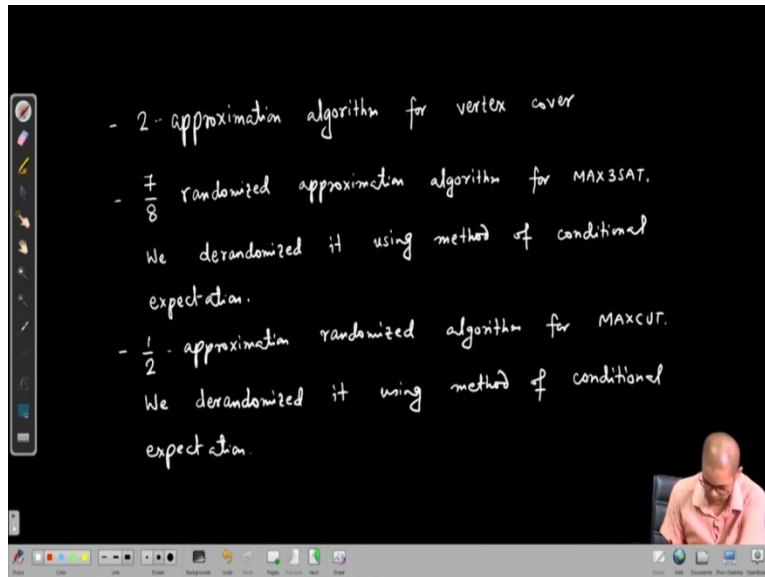 - 2 - approximation algorithm for vertex cover
- 7/8 randomized approximation algorithm for MAX3SAT.
We derandomized it using method of conditional
expectation.
- 1/2 - approximation randomized algorithm for MAXCUT.
We derandomized it using method of conditional
expectation.